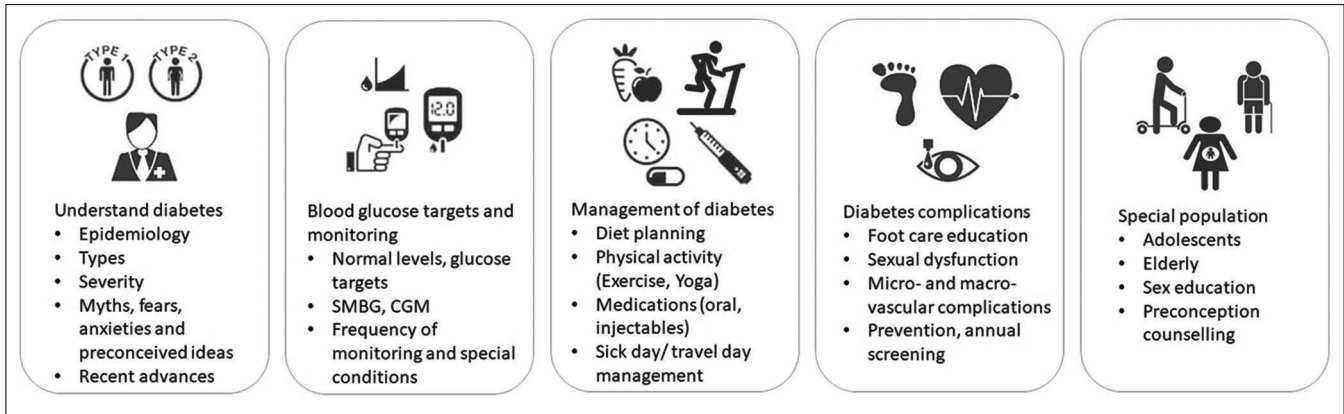 TYPE 1
TYPE 2
Understand diabetes
• Epidemiology
• Types
• Severity
• Myths, fears,
anxieties and
preconceived ideas
• Recent advances
12.0
Blood glucose targets and
monitoring
• Normal levels, glucose
targets
• SMBG, CGM
• Frequency of
monitoring and special
conditions
Management of diabetes
• Diet planning
• Physical activity
(Exercise, Yoga)
• Medications (oral,
injectables)
• Sick day/ travel day
management
Diabetes complications
• Foot care education
• Sexual dysfunction
• Micro- and macro-
vascular complications
• Prevention, annual
screening
Special population
• Adolescents
• Elderly
• Sex education
• Preconception
counselling